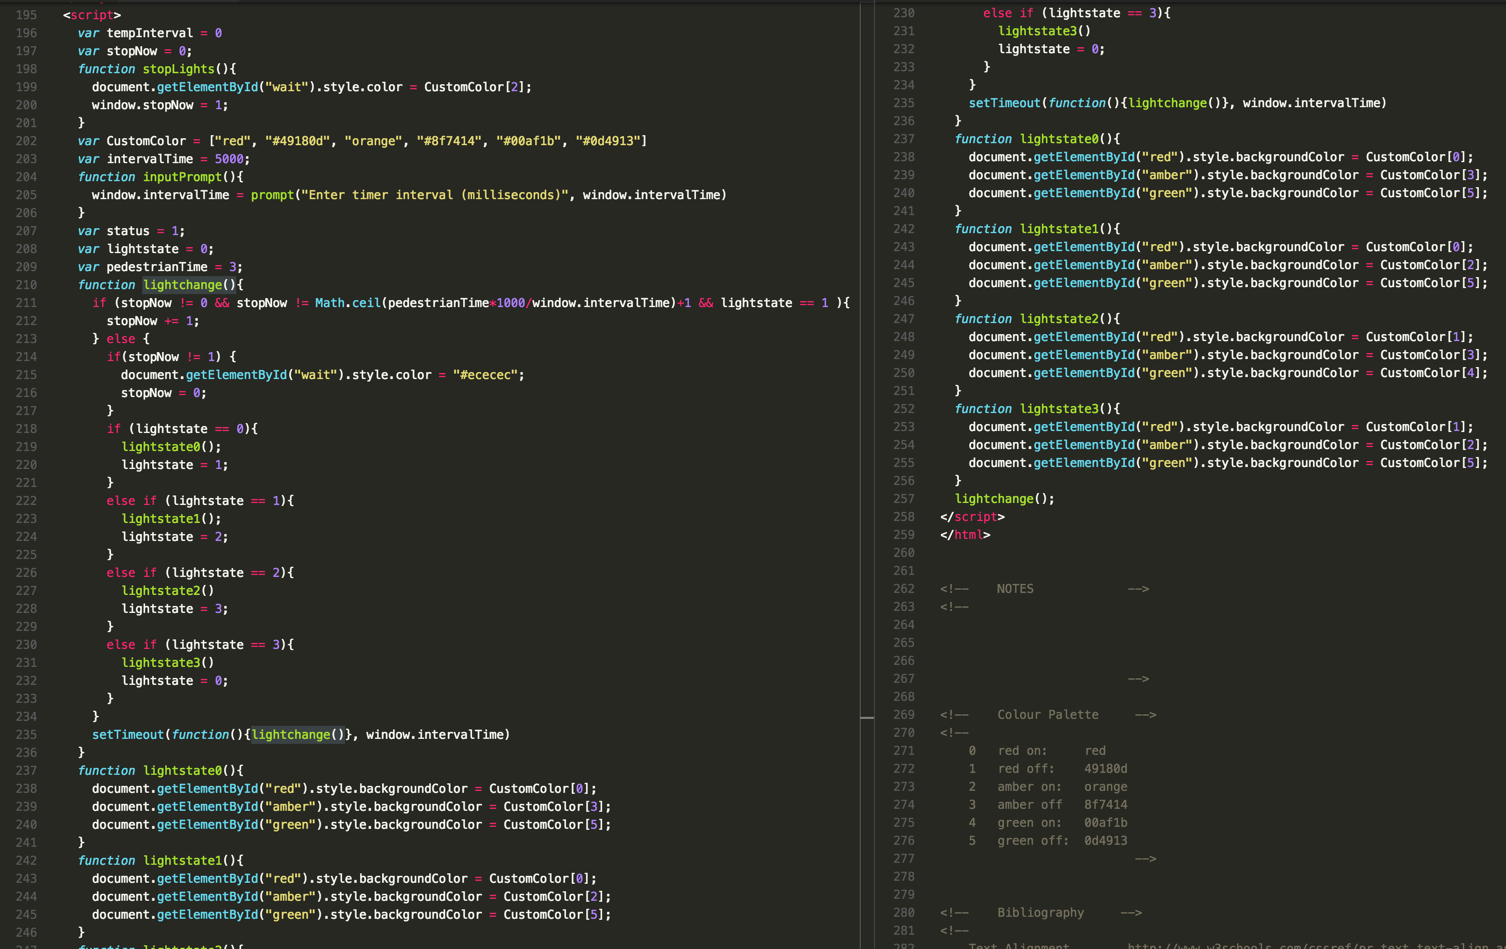 195 <script>
196 var tempInterval = 0
197 var stopNow = 0;
198 function stopLights(){
199 document.getElementById("wait").style.color = CustomColor[2];
200 window.stopNow = 1;
201 }
202 var CustomColor = ["red", "#49180d", "orange", "#8f7414", "#00af1b", "#0d4913"]
203 var intervalTime = 5000;
204 function inputPrompt(){
205 window.intervalTime = prompt("Enter timer interval (milliseconds)", window.intervalTime)
206 }
207 var status = 1;
208 var lightstate = 0;
209 var pedestrianTime = 3;
210 function lightchange(){
211 if (stopNow != 0 && stopNow != Math.ceil(pedestrianTime*1000/window.intervalTime)+1 && lightstate == 1 ){
212 stopNow += 1;
213 } else {
214 if(stopNow != 1) {
215 document.getElementById("wait").style.color = "#ececec";
216 stopNow = 0;
217 }
218 if (lightstate == 0){
219 lightstate0();
220 lightstate = 1;
221 }
222 else if (lightstate == 1){
223 lightstate1();
224 lightstate = 2;
225 }
226 else if (lightstate == 2){
227 lightstate2()
228 lightstate = 3;
229 }
230 else if (lightstate == 3){
231 lightstate3()
232 lightstate = 0;
233 }
234 }
235 setTimeout(function(){lightchange()}, window.intervalTime)
236 }
237 function lightstate0(){
238 document.getElementById("red").style.backgroundColor = CustomColor[0];
239 document.getElementById("amber").style.backgroundColor = CustomColor[3];
240 document.getElementById("green").style.backgroundColor = CustomColor[5];
241 }
242 function lightstate1(){
243 document.getElementById("red").style.backgroundColor = CustomColor[0];
244 document.getElementById("amber").style.backgroundColor = CustomColor[2];
245 document.getElementById("green").style.backgroundColor = CustomColor[5];
246 }
247 function lightstate2(){
230 else if (lightstate == 3){
231 lightstate3()
232 lightstate = 0;
233 }
234 }
235 setTimeout(function(){lightchange()}, window.intervalTime)
236 }
237 function lightstate0(){
238 document.getElementById("red").style.backgroundColor = CustomColor[0];
239 document.getElementById("amber").style.backgroundColor = CustomColor[3];
240 document.getElementById("green").style.backgroundColor = CustomColor[5];
241 }
242 function lightstate1(){
243 document.getElementById("red").style.backgroundColor = CustomColor[0];
244 document.getElementById("amber").style.backgroundColor = CustomColor[2];
245 document.getElementById("green").style.backgroundColor = CustomColor[5];
246 }
247 function lightstate2(){
248 document.getElementById("red").style.backgroundColor = CustomColor[1];
249 document.getElementById("amber").style.backgroundColor = CustomColor[3];
250 document.getElementById("green").style.backgroundColor = CustomColor[4];
251 }
252 function lightstate3(){
253 document.getElementById("red").style.backgroundColor = CustomColor[1];
254 document.getElementById("amber").style.backgroundColor = CustomColor[2];
255 document.getElementById("green").style.backgroundColor = CustomColor[5];
256 }
257 lightchange();
258 </script>
259 </html>
260
261
262 <!-- NOTES -->
263 <!--
264
265
266
267 -->
268
269 <!-- Colour Palette -->
270 <!--
271 0 red on: red
272 1 red off: 49180d
273 2 amber on: orange
274 3 amber off 8f7414
275 4 green on: 00af1b
276 5 green off: 0d4913
277 -->
278
279
280 <!-- Bibliography -->
281 <!--
282 Text Alignment